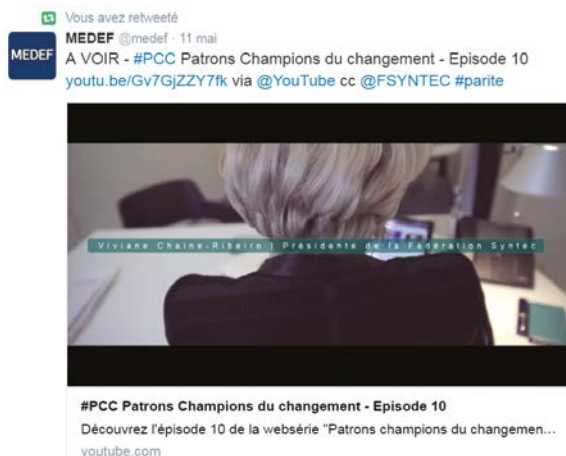 Vous avez retweeté
MEDEF @medef · 11 mai
MEDEF
A VOIR - #PCC Patrons Champions du changement - Episode 10
youtu.be/Gv7GjZZY7fk via @YouTube cc @FSYNTEC #parite
Viviane Chaine-Ribeiro | Présidente de la Fédération Syntec
#PCC Patrons Champions du changement - Episode 10
Découvrez l'épisode 10 de la websérie "Patrons champions du changemen...
youtube.com